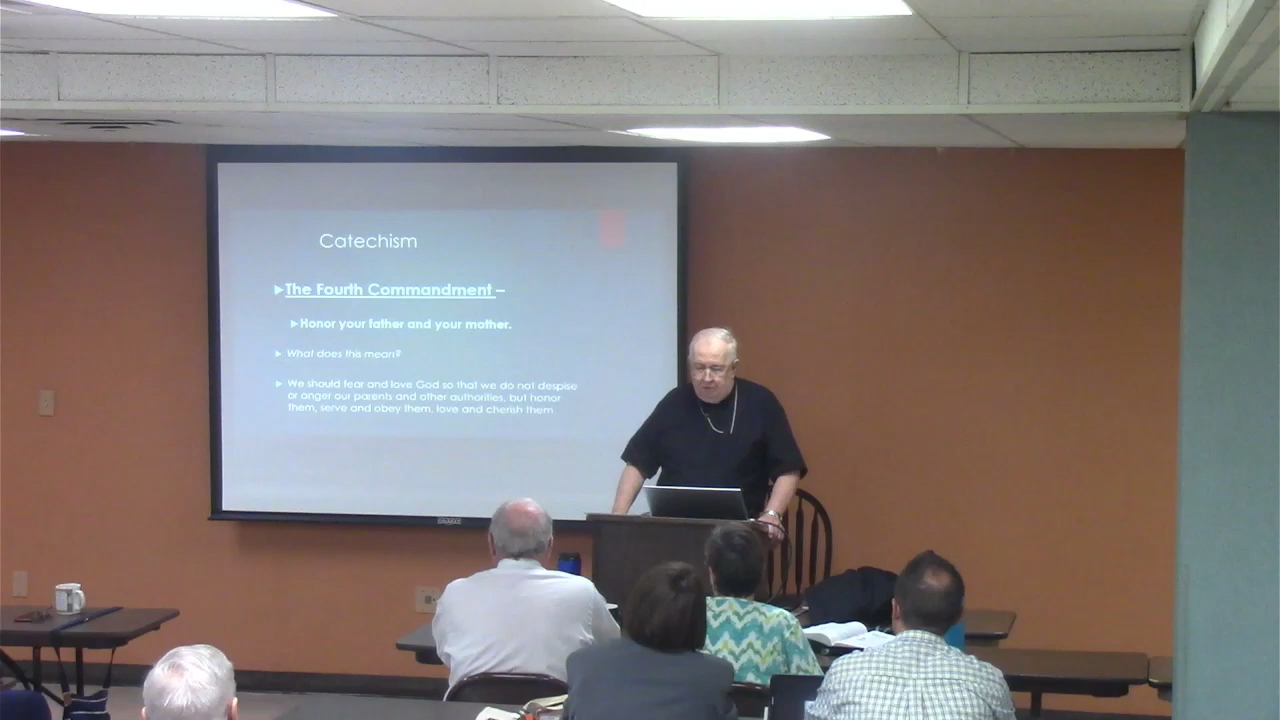 Catechism
▸The Fourth Commandment –
▸Honor your father and your mother.
▸ What does this mean?
▸ We should fear and love God so that we do not despise
or anger our parents and other authorities, but honor
them, serve and obey them, love and cherish them.